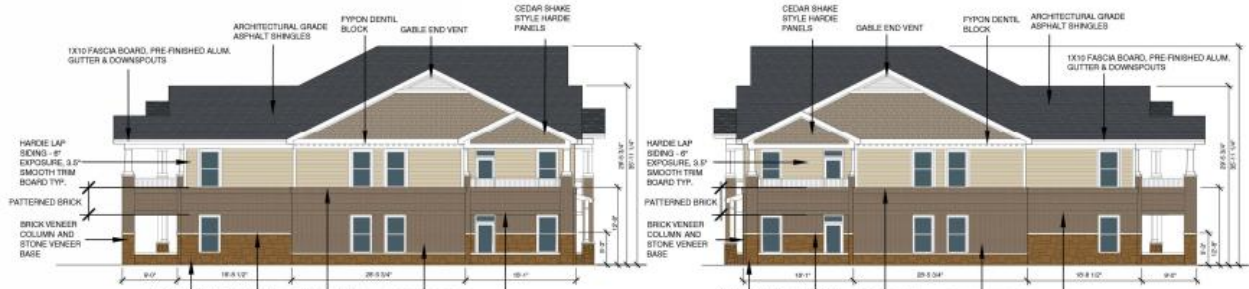 CEDAR SHAKE
STYLE HARDIE
PANELS
FYPON DENTIL
BLOCK
ARCHITECTURAL GRADE
ASPHALT SHINGLES
GABLE END VENT
1X10 FASCIA BOARD, PRE-FINISHED ALUM.
GUTTER & DOWNSPOUTS
HARDIE LAP
SIDING - 6"
EXPOSURE, 3.5"
SMOOTH TRIM
BOARD TYP.
PATTERNED BRICK
BRICK VENEER
COLUMN AND
STONE VENEER
BASE
CEDAR SHAKE
STYLE HARDIE
PANELS
GABLE END VENT
FYPON DENTIL
BLOCK
ARCHITECTURAL GRADE
ASPHALT SHINGLES
1X10 FASCIA BOARD, PRE-FINISHED ALUM.
GUTTER & DOWNSPOUTS
HARDIE LAP
SIDING - 6"
EXPOSURE, 3.5"
SMOOTH TRIM
BOARD TYP.
PATTERNED BRICK
BRICK VENEER
COLUMN AND
STONE VENEER
BASE